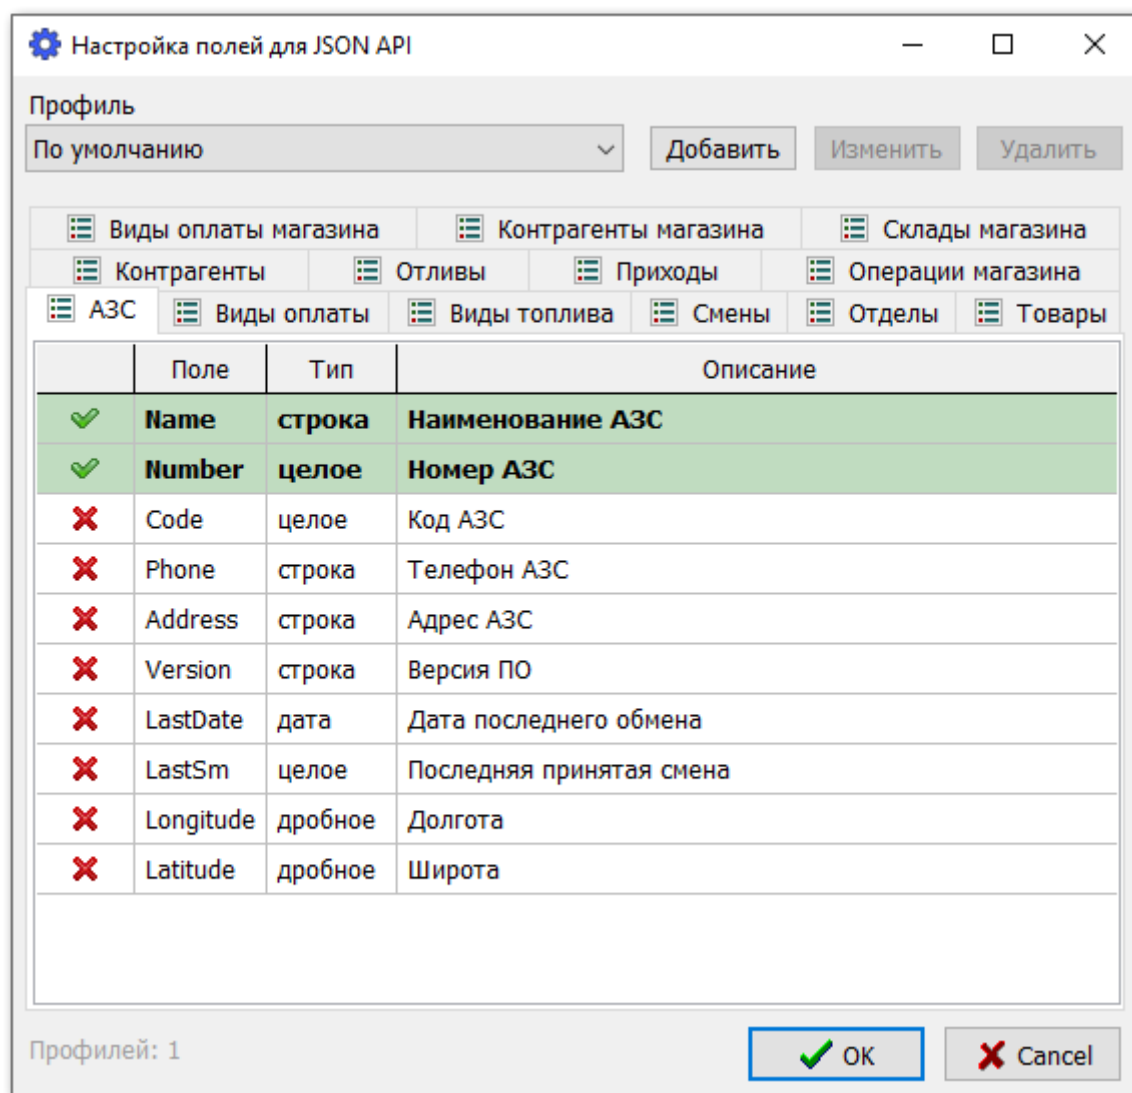 Настройка полей для JSON API
Профиль
По умолчанию Добавить Изменить Удалить
Виды оплаты магазина Контрагенты магазина Склады магазина
Контрагенты Отливы Приходы Операции магазина
АЗС Виды оплаты Виды топлива Смены Отделы Товары
Поле Тип Описание
Name строка Наименование АЗС
Number целое Номер АЗС
Code целое Код АЗС
Phone строка Телефон АЗС
Address строка Адрес АЗС
Version строка Версия ПО
LastDate дата Дата последнего обмена
LastSm целое Последняя принятая смена
Longitude дробное Долгота
Latitude дробное Широта
Профилей: 1 OK Cancel